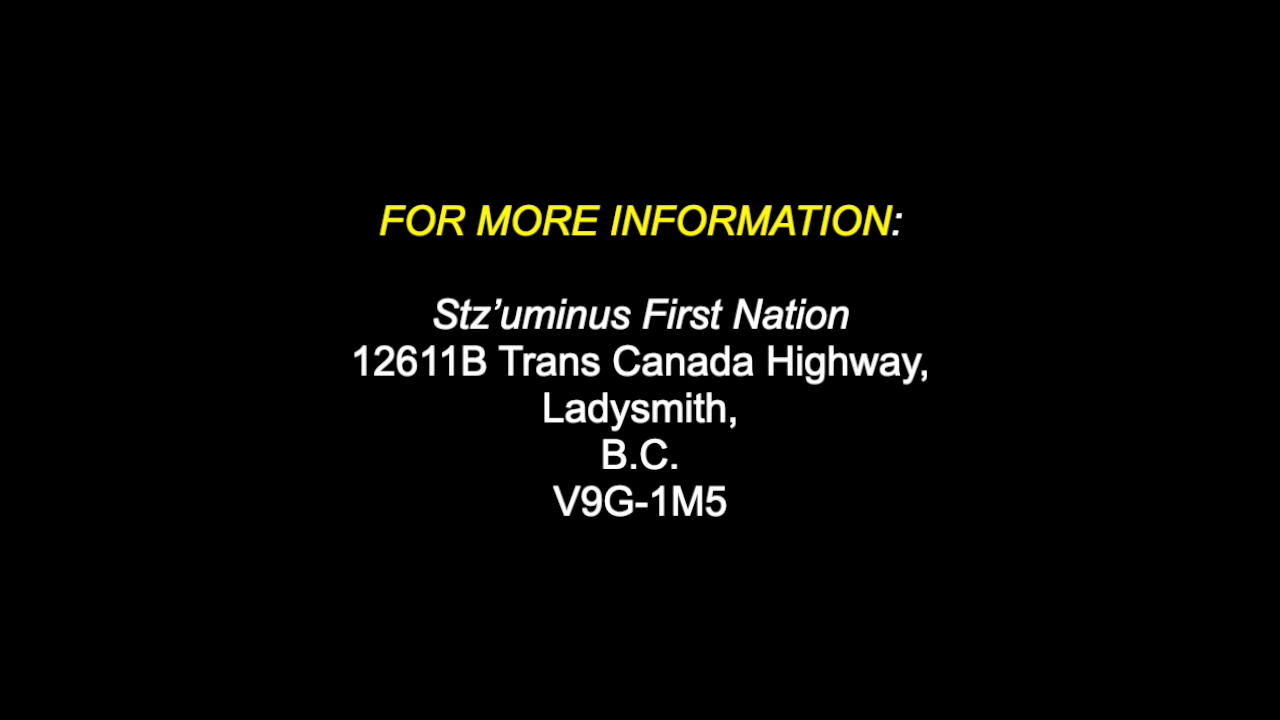 FOR MORE INFORMATION:
Stz’uminus First Nation
12611B Trans Canada Highway,
Ladysmith,
B.C.
V9G-1M5